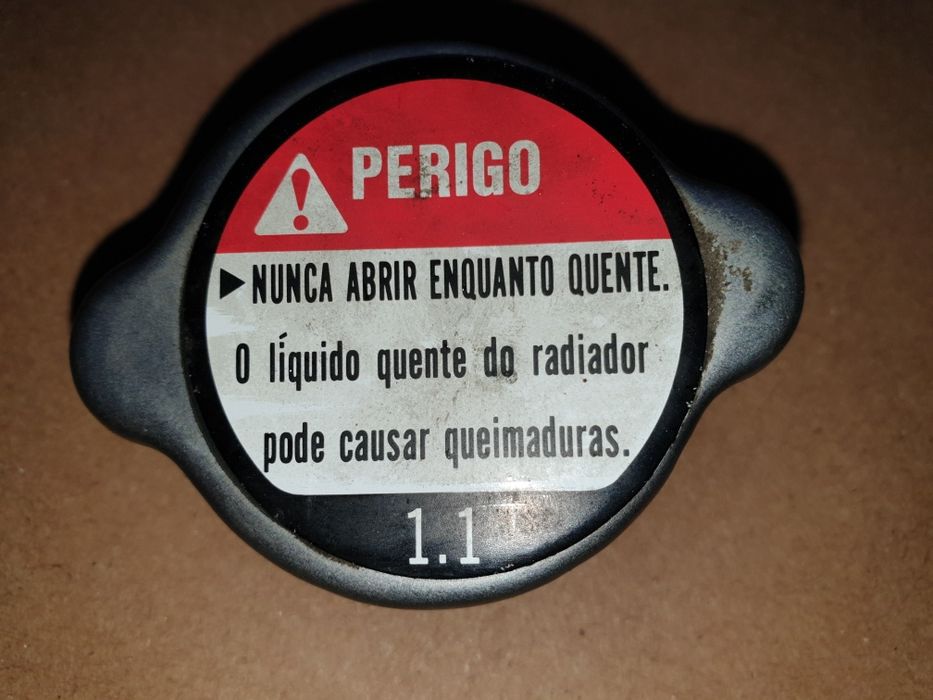 PERIGO
▶NUNCA ABRIR ENQUANTO QUENTE.
O líquido quente do radiador
pode causar queimaduras.
1.1